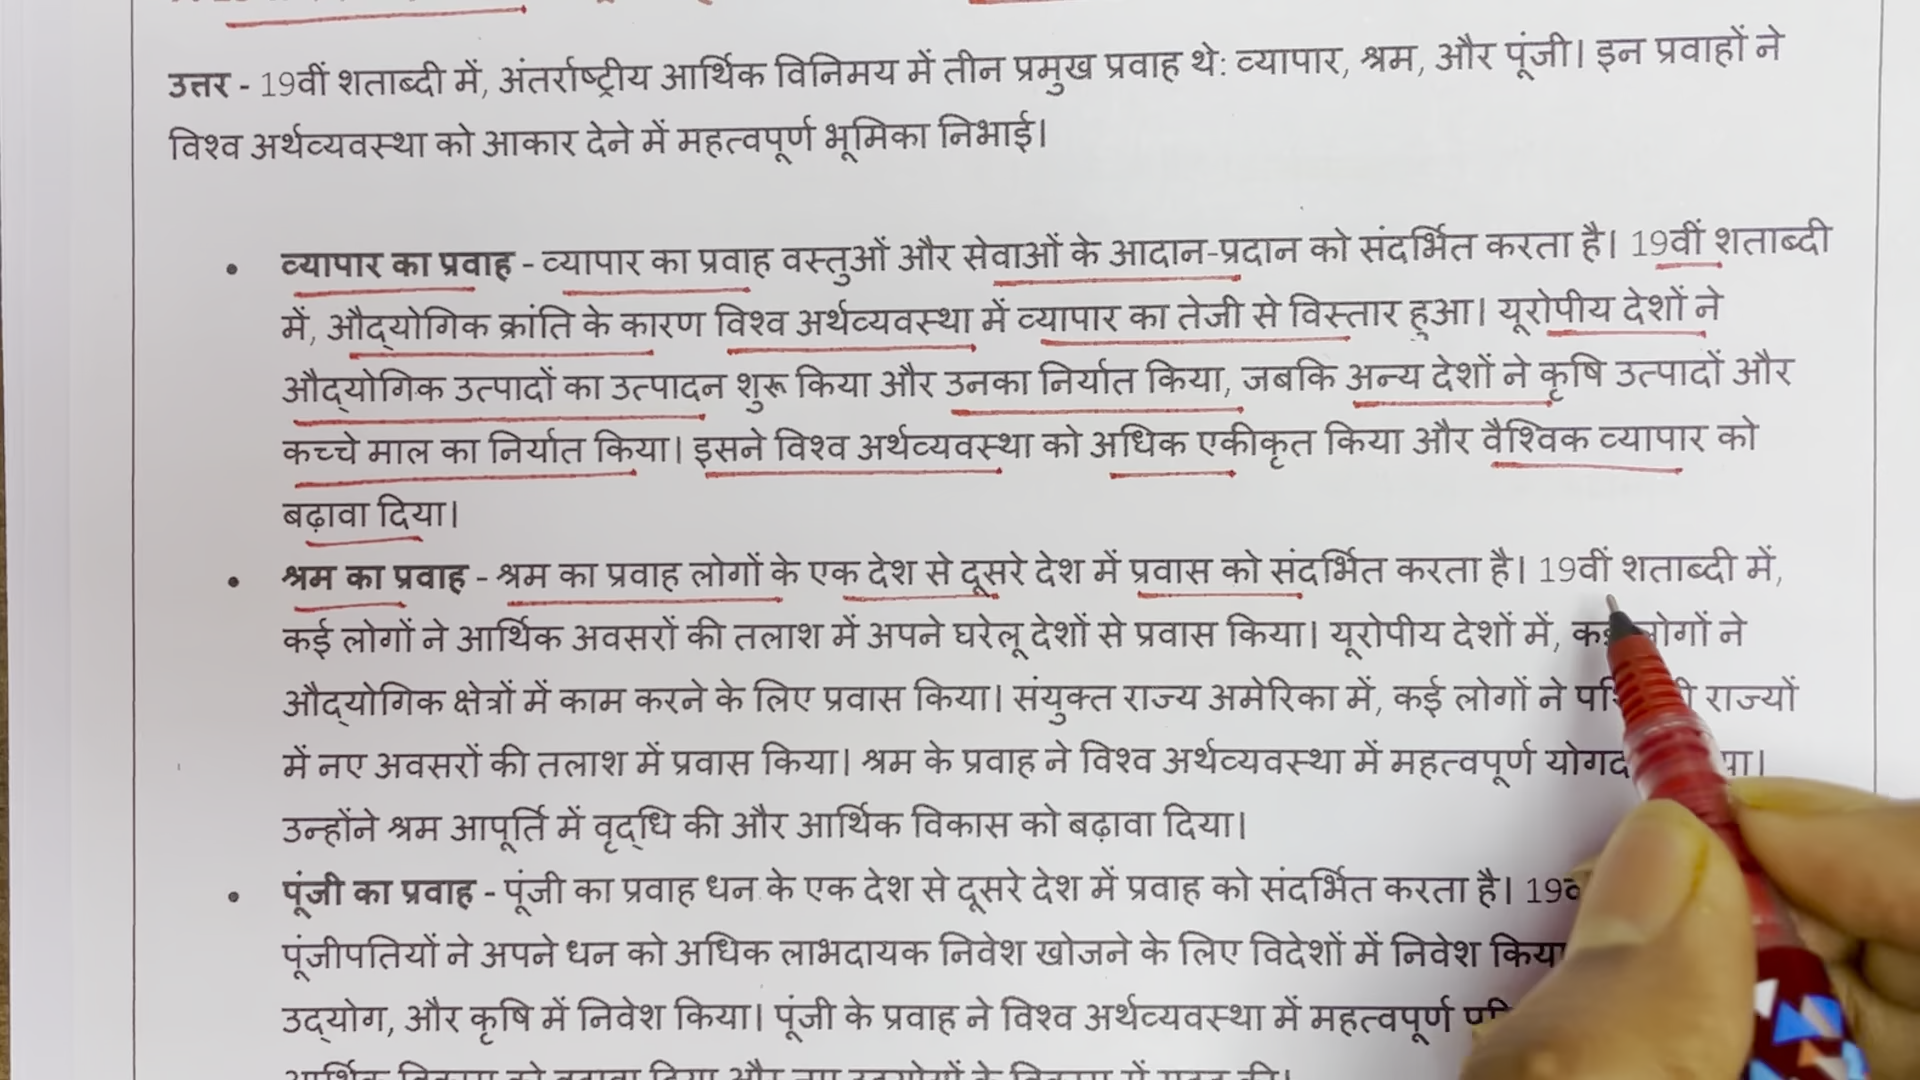 उत्तर - 19वीं शताब्दी में, अंतर्राष्ट्रीय आर्थिक विनिमय में तीन प्रमुख प्रवाह थे: व्यापार, श्रम, और पूंजी। इन प्रवाहों ने
विश्व अर्थव्यवस्था को आकार देने में महत्वपूर्ण भूमिका निभाई।
• व्यापार का प्रवाह - व्यापार का प्रवाह वस्तुओं और सेवाओं के आदान-प्रदान को संदर्भित करता है। 19वीं शताब्दी
में, औद्योगिक क्रांति के कारण विश्व अर्थव्यवस्था में व्यापार का तेजी से विस्तार हुआ। यूरोपीय देशों ने
औद्योगिक उत्पादों का उत्पादन शुरू किया और उनका निर्यात किया, जबकि अन्य देशों ने कृषि उत्पादों और
कच्चे माल का निर्यात किया। इसने विश्व अर्थव्यवस्था को अधिक एकीकृत किया और वैश्विक व्यापार को
बढ़ावा दिया।
• श्रम का प्रवाह - श्रम का प्रवाह लोगों के एक देश से दूसरे देश में प्रवास को संदर्भित करता है। 19वीं शताब्दी में,
कई लोगों ने आर्थिक अवसरों की तलाश में अपने घरेलू देशों से प्रवास किया। यूरोपीय देशों में, लोगों ने
औद्योगिक क्षेत्रों में काम करने के लिए प्रवास किया। संयुक्त राज्य अमेरिका में, कई लोगों ने राज्यों
में नए अवसरों की तलाश में प्रवास किया। श्रम के प्रवाह ने विश्व अर्थव्यवस्था में महत्वपूर्ण
उन्होंने श्रम आपूर्ति में वृद्धि की और आर्थिक विकास को बढ़ावा दिया।
• पूंजी का प्रवाह - पूंजी का प्रवाह धन के एक देश से दूसरे देश में प्रवाह को संदर्भित करता है।
पूंजीपतियों ने अपने धन को अधिक लाभदायक निवेश खोजने के लिए विदेशों में निवेश
उद्योग, और कृषि में निवेश किया। पूंजी के प्रवाह ने विश्व अर्थव्यवस्था में महत्वपूर्ण